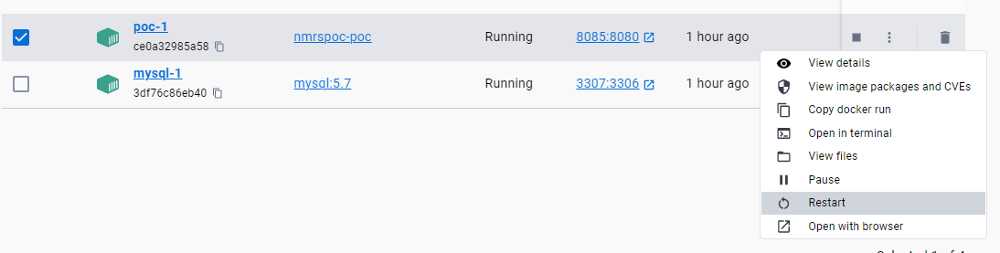 poc-1
ce0a32985a58
nmrspoc-poc
Running
8085:8080
1 hour ago
mysql-1
3df76c86eb40
mysql:5.7
Running
3307:3306
1 hour ago
View details
View image packages and CVEs
Copy docker run
Open in terminal
View files
Pause
Restart
Open with browser